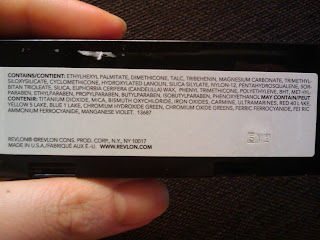 CONTAINS/CONTENT: ETHYLHEXYL PALMITATE, DIMETHICONE, TALC, TRIBEHENIN, MAGNESIUM CARBONATE, TRIMETHYL-
SILOXYSILICATE, CYCLOMETHICONE, HYDROXYLATED LANOLIN, SILICA SILYLATE, NYLON-12, PENTAHYDROSQUALENE, SOR-
BITAN TRIOLEATE, SILICA, EUPHORBIA CERIFERA (CANDELILLA) WAX, PHENYL TRIMETHICONE, POLYETHYLENE, BHT, METHYL-
PARABEN, ETHYLPARABEN, PROPYLPARABEN, BUTYLPARABEN, ISOBUTYLPARABEN, PHENOXYETHANOL MAY CONTAIN/PEUT
CONTENIR: TITANIUM DIOXIDE, MICA, BISMUTH OXYCHLORIDE, IRON OXIDES, CARMINE, ULTRAMARINES, RED 40 LAKE,
YELLOW 5 LAKE, BLUE 1 LAKE, CHROMIUM HYDROXIDE GREEN, CHROMIUM OXIDE GREENS, FERRIC FERROCYANIDE, FERRIC
AMMONIUM FERROCYANIDE, MANGANESE VIOLET. 13687
REVLON® ©REVLON CONS. PROD. CORP., N.Y., NY 10017
MADE IN U.S.A./FABRIQUÉ AUX É.-U. WWW.REVLON.COM